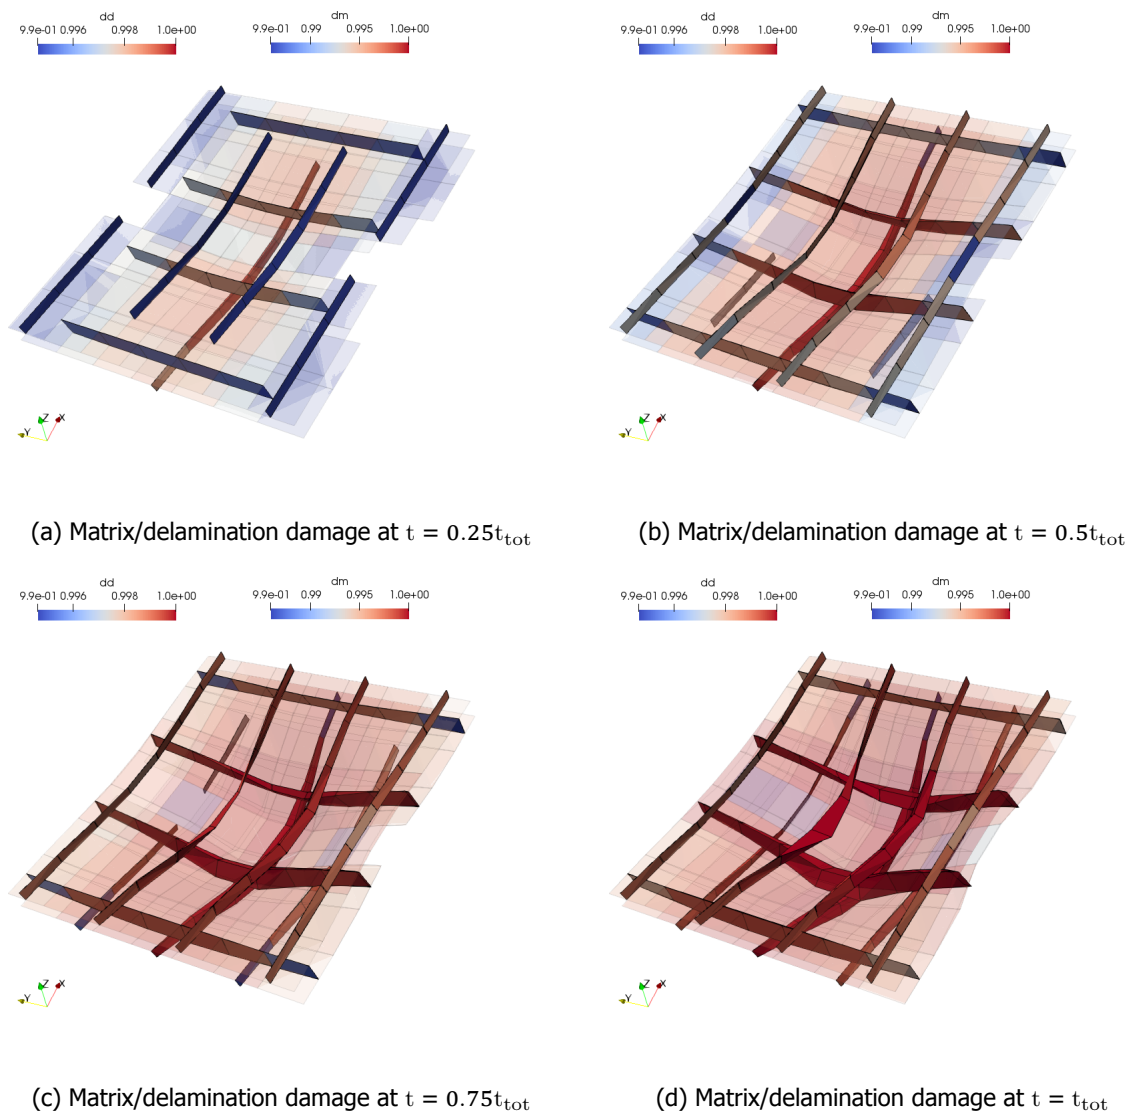 dd dm dd dm
9.9e-01 0.996 0.998 1.0e+00 9.9e-01 0.99 0.995 1.0e+00 9.9e-01 0.996 0.998 1.0e+00 9.9e-01 0.99 0.995 1.0e+00
Z X Y Z X Y
(a) Matrix/delamination damage at t = 0.25t_tot (b) Matrix/delamination damage at t = 0.5t_tot
dd dm dd dm
9.9e-01 0.996 0.998 1.0e+00 9.9e-01 0.99 0.995 1.0e+00 9.9e-01 0.996 0.998 1.0e+00 9.9e-01 0.99 0.995 1.0e+00
Z X Y Z X Y
(c) Matrix/delamination damage at t = 0.75t_tot (d) Matrix/delamination damage at t = t_tot